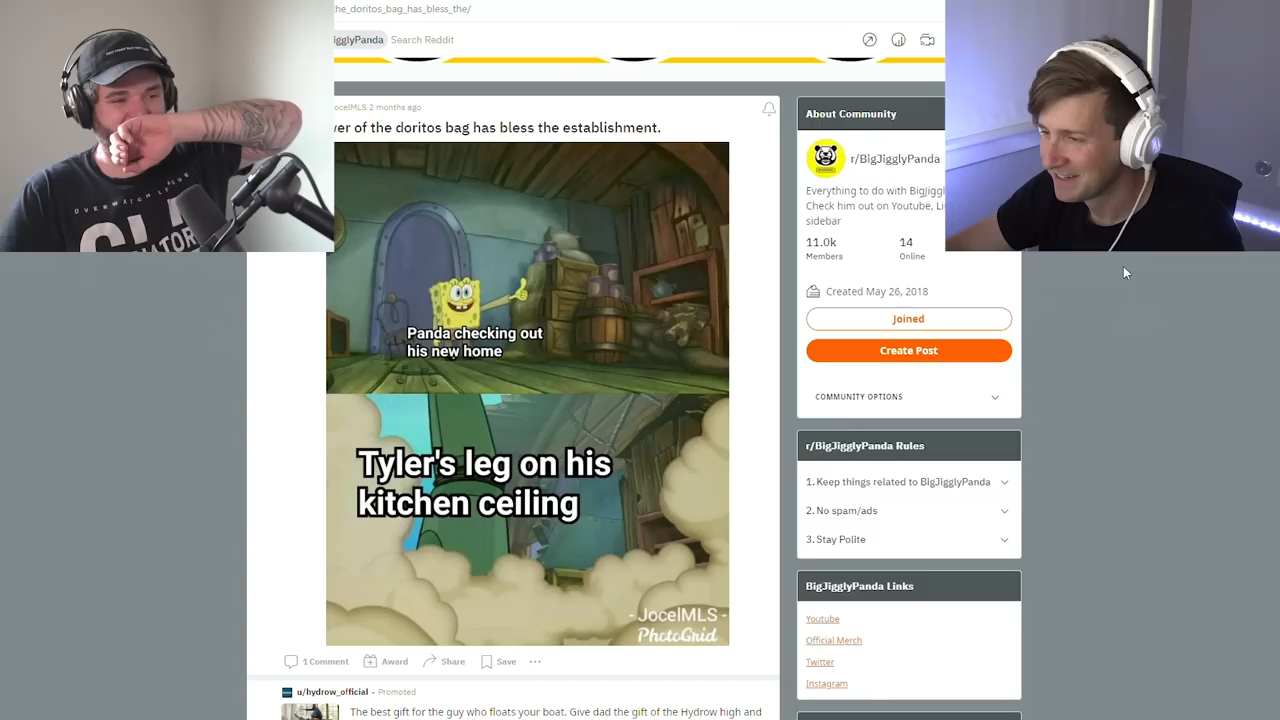 he_doritos_bag_has_bless_the/
igglyPanda Search Reddit
ocelMLS 2 months ago
er of the doritos bag has bless the establishment.
Panda checking out
his new home
Tyler's leg on his
kitchen ceiling
- JocelMLS -
PHOTOGRID
1 Comment Award Share Save
u/hydrow_official · Promoted
The best gift for the guy who floats your boat. Give dad the gift of the Hydrow high and
About Community
r/BigJigglyPanda
Everything to do with BigJiggl
Check him out on Youtube, Li
sidebar
11.0k 14
Members Online
Created May 26, 2018
Joined
Create Post
COMMUNITY OPTIONS
r/BigJigglyPanda Rules
1. Keep things related to BigJigglyPanda
2. No spam/ads
3. Stay Polite
BigJigglyPanda Links
Youtube
Official Merch
Twitter
Instagram
OVERWATCH LEAGUE